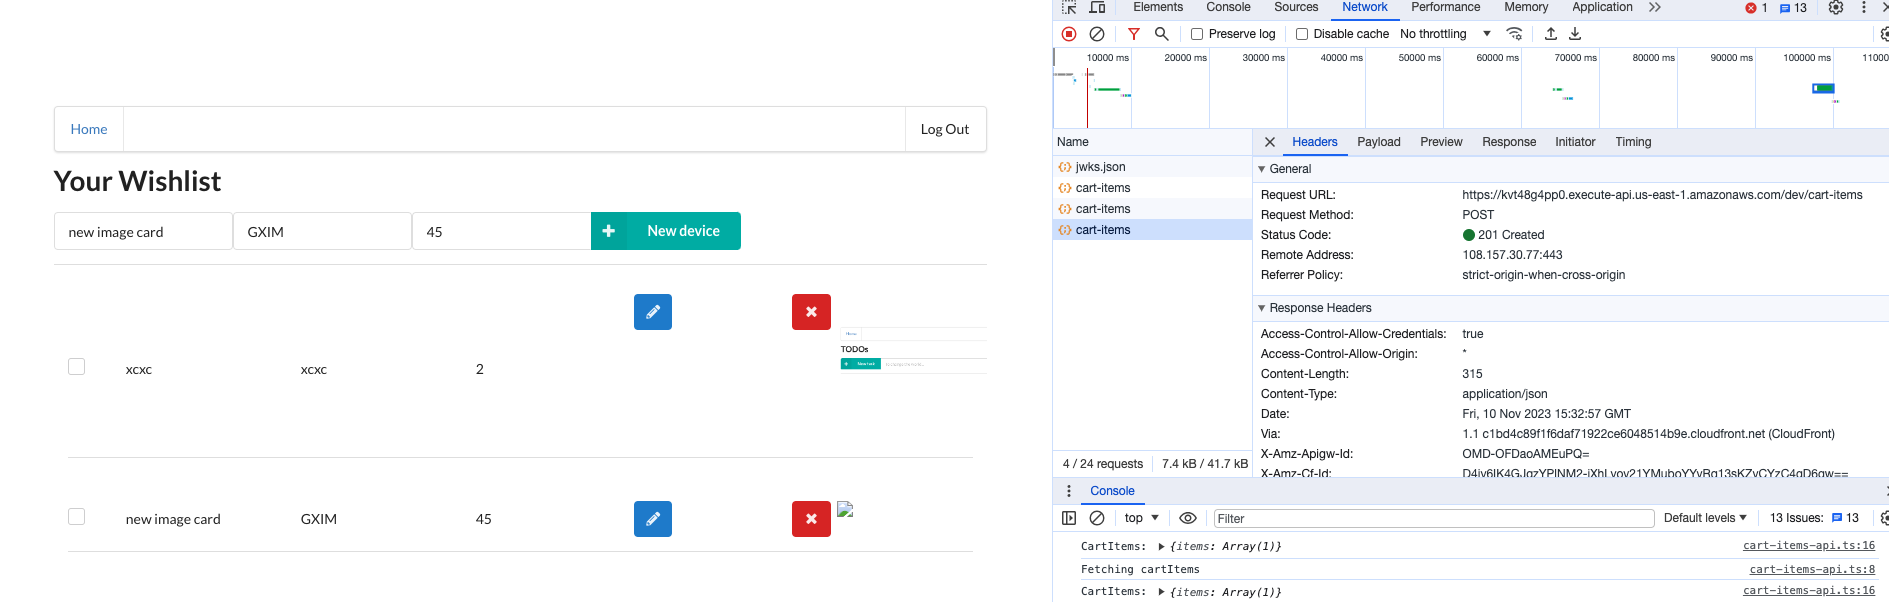 Home
Log Out
Your Wishlist
new image card
GXIM
45
New device
xcxc
xcxc
2
TODOs
new image card
GXIM
45
Elements Console Sources Network Performance Memory Application
1
13
Preserve log
Disable cache
No throttling
10000 ms
20000 ms
30000 ms
40000 ms
50000 ms
60000 ms
70000 ms
80000 ms
90000 ms
100000 ms
11000
Name
jwks.json
cart-items
cart-items
cart-items
4 / 24 requests
7.4 kB / 41.7 kB
Headers Payload Preview Response Initiator Timing
General
Request URL: https://kvt48g4pp0.execute-api.us-east-1.amazonaws.com/dev/cart-items
Request Method: POST
Status Code: 201 Created
Remote Address: 108.157.30.77:443
Referrer Policy: strict-origin-when-cross-origin
Response Headers
Access-Control-Allow-Credentials: true
Access-Control-Allow-Origin: *
Content-Length: 315
Content-Type: application/json
Date: Fri, 10 Nov 2023 15:32:57 GMT
Via: 1.1 c1bd4c89f1f6daf71922ce6048514b9e.cloudfront.net (CloudFront)
X-Amz-Apigw-Id: OMD-OFDaoAMEuPQ=
X-Amz-Cf-Id:
Console
top
Filter
Default levels
13 Issues: 13
CartItems: {items: Array(1)} cart-items-api.ts:16
Fetching cartItems cart-items-api.ts:8
CartItems: {items: Array(1)} cart-items-api.ts:16